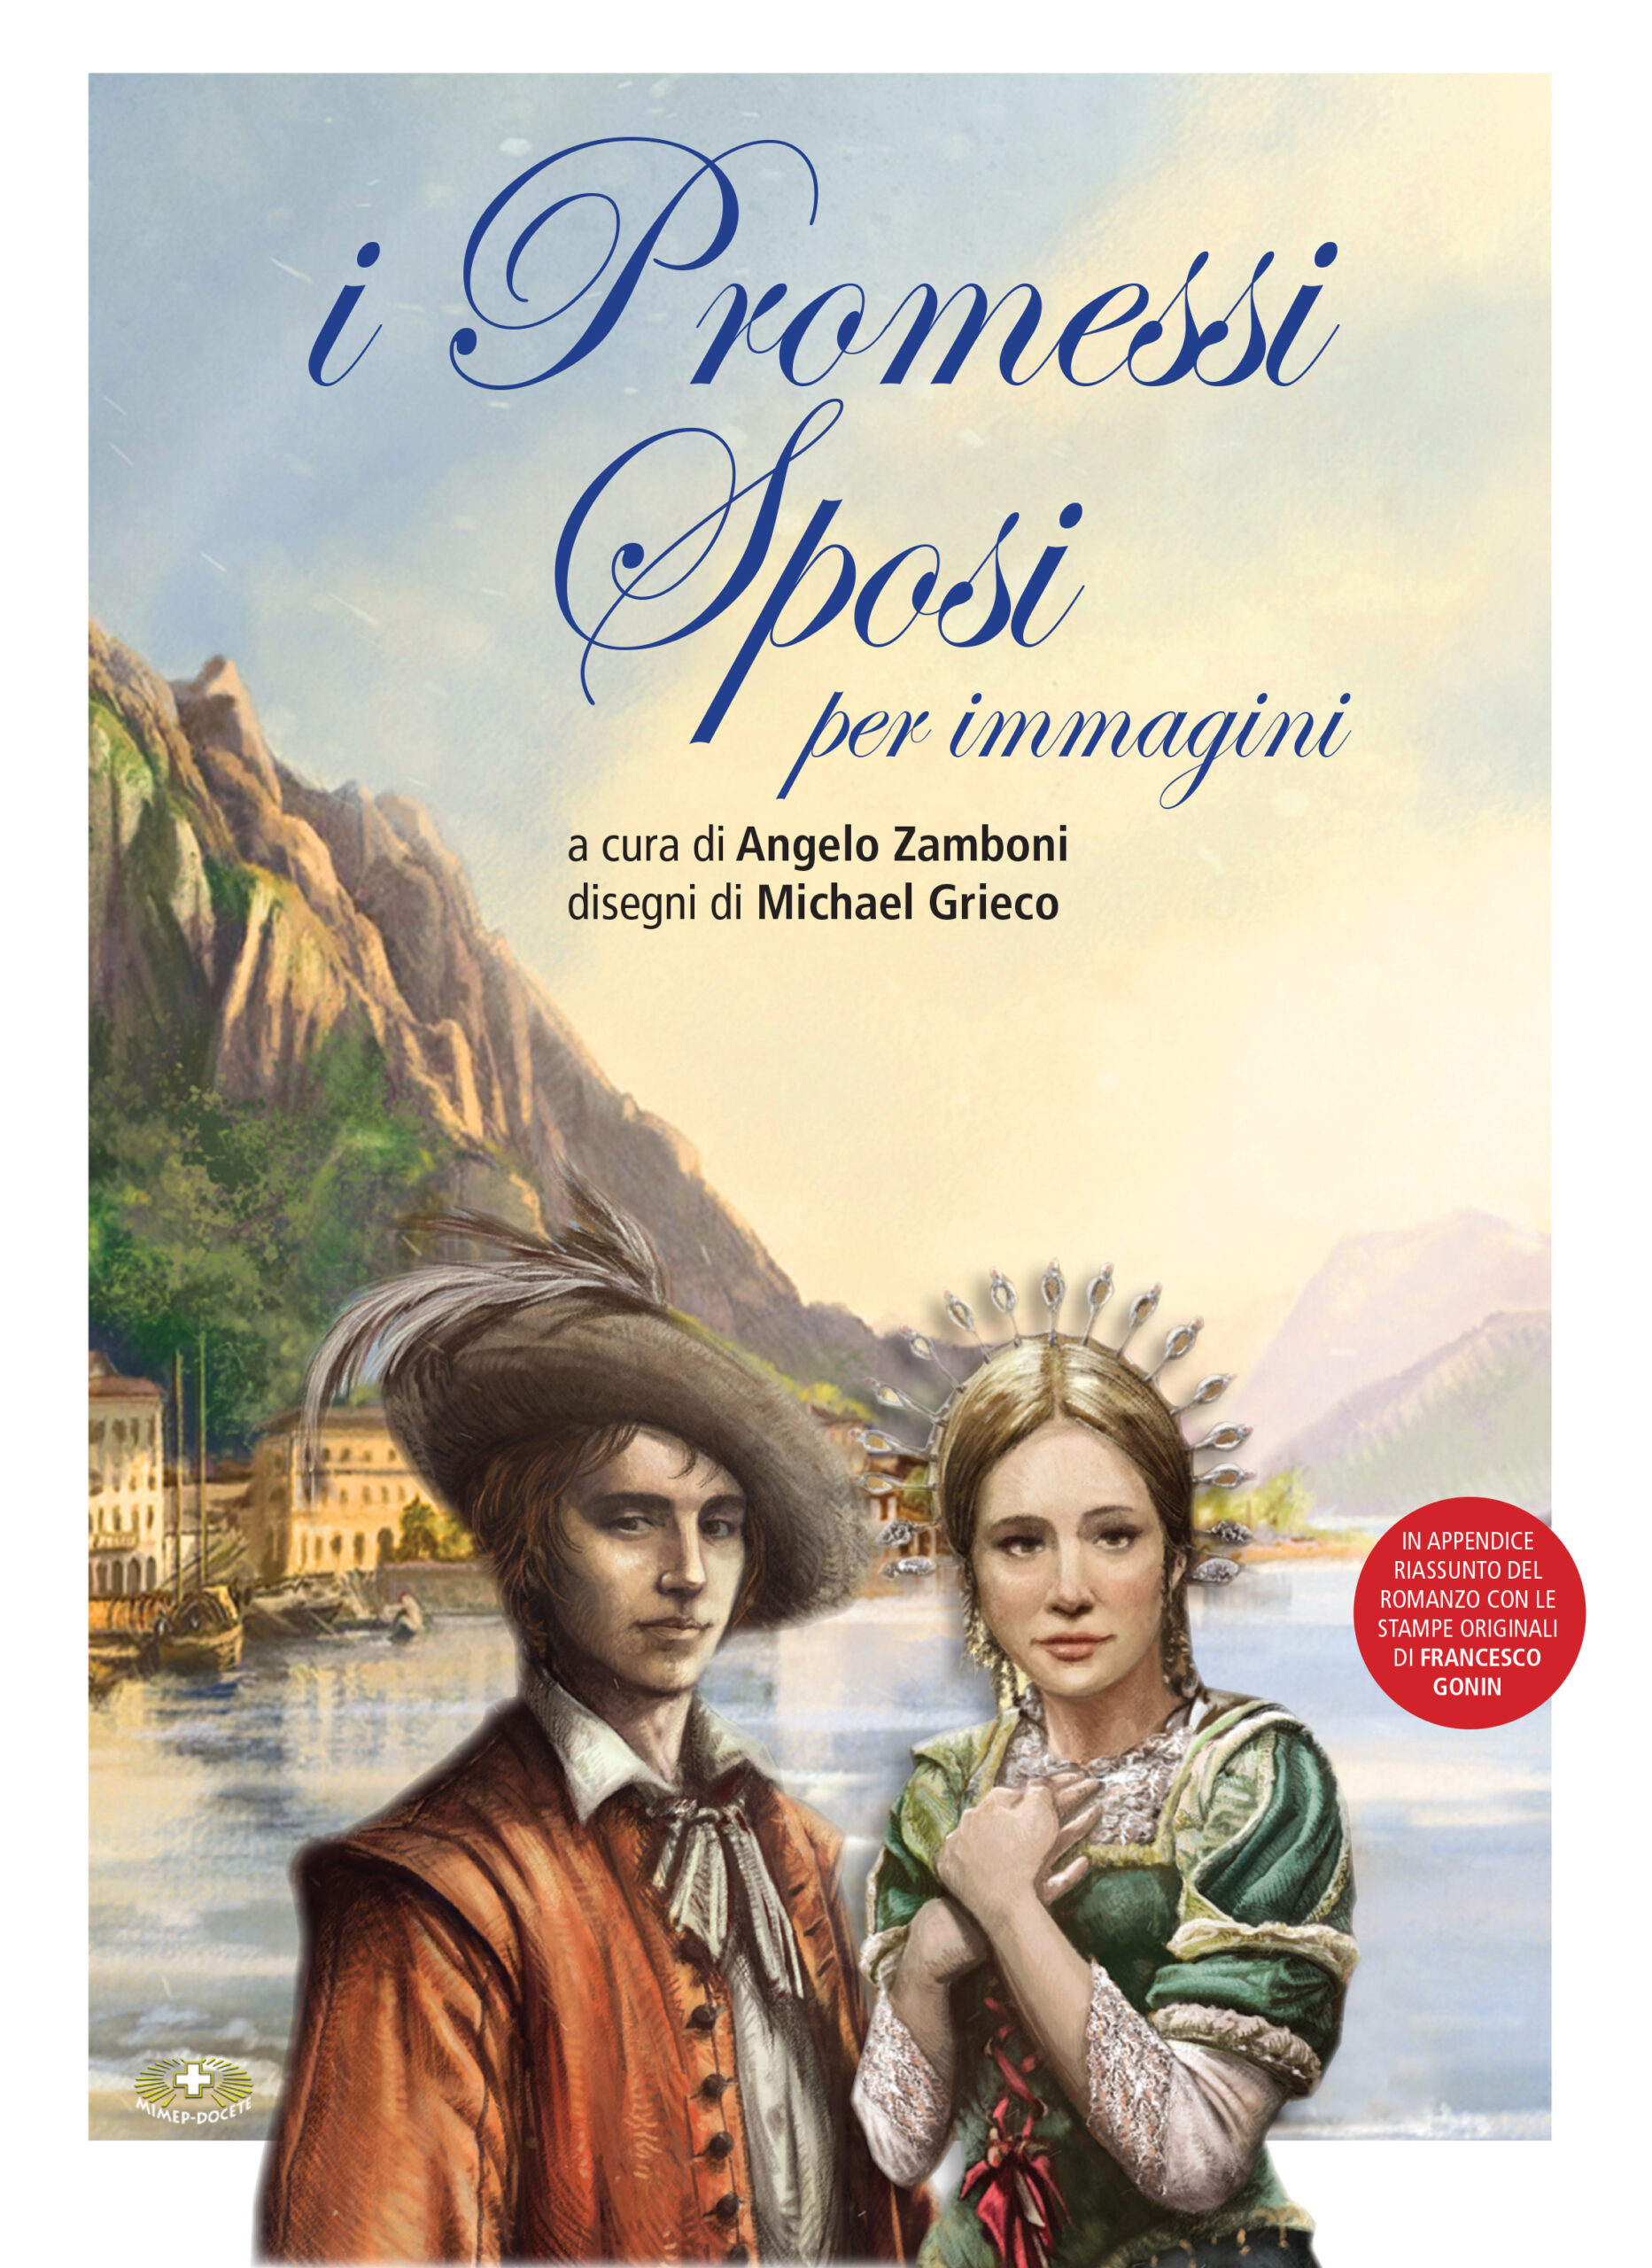 i Promessi
Sposi
per immagini
a cura di Angelo Zamboni
disegni di Michael Grieco
IN APPENDICE
RIASSUNTO DEL
ROMANZO CON LE
STAMPE ORIGINALI
DI FRANCESCO
GONIN
MIMEP-DOCETE